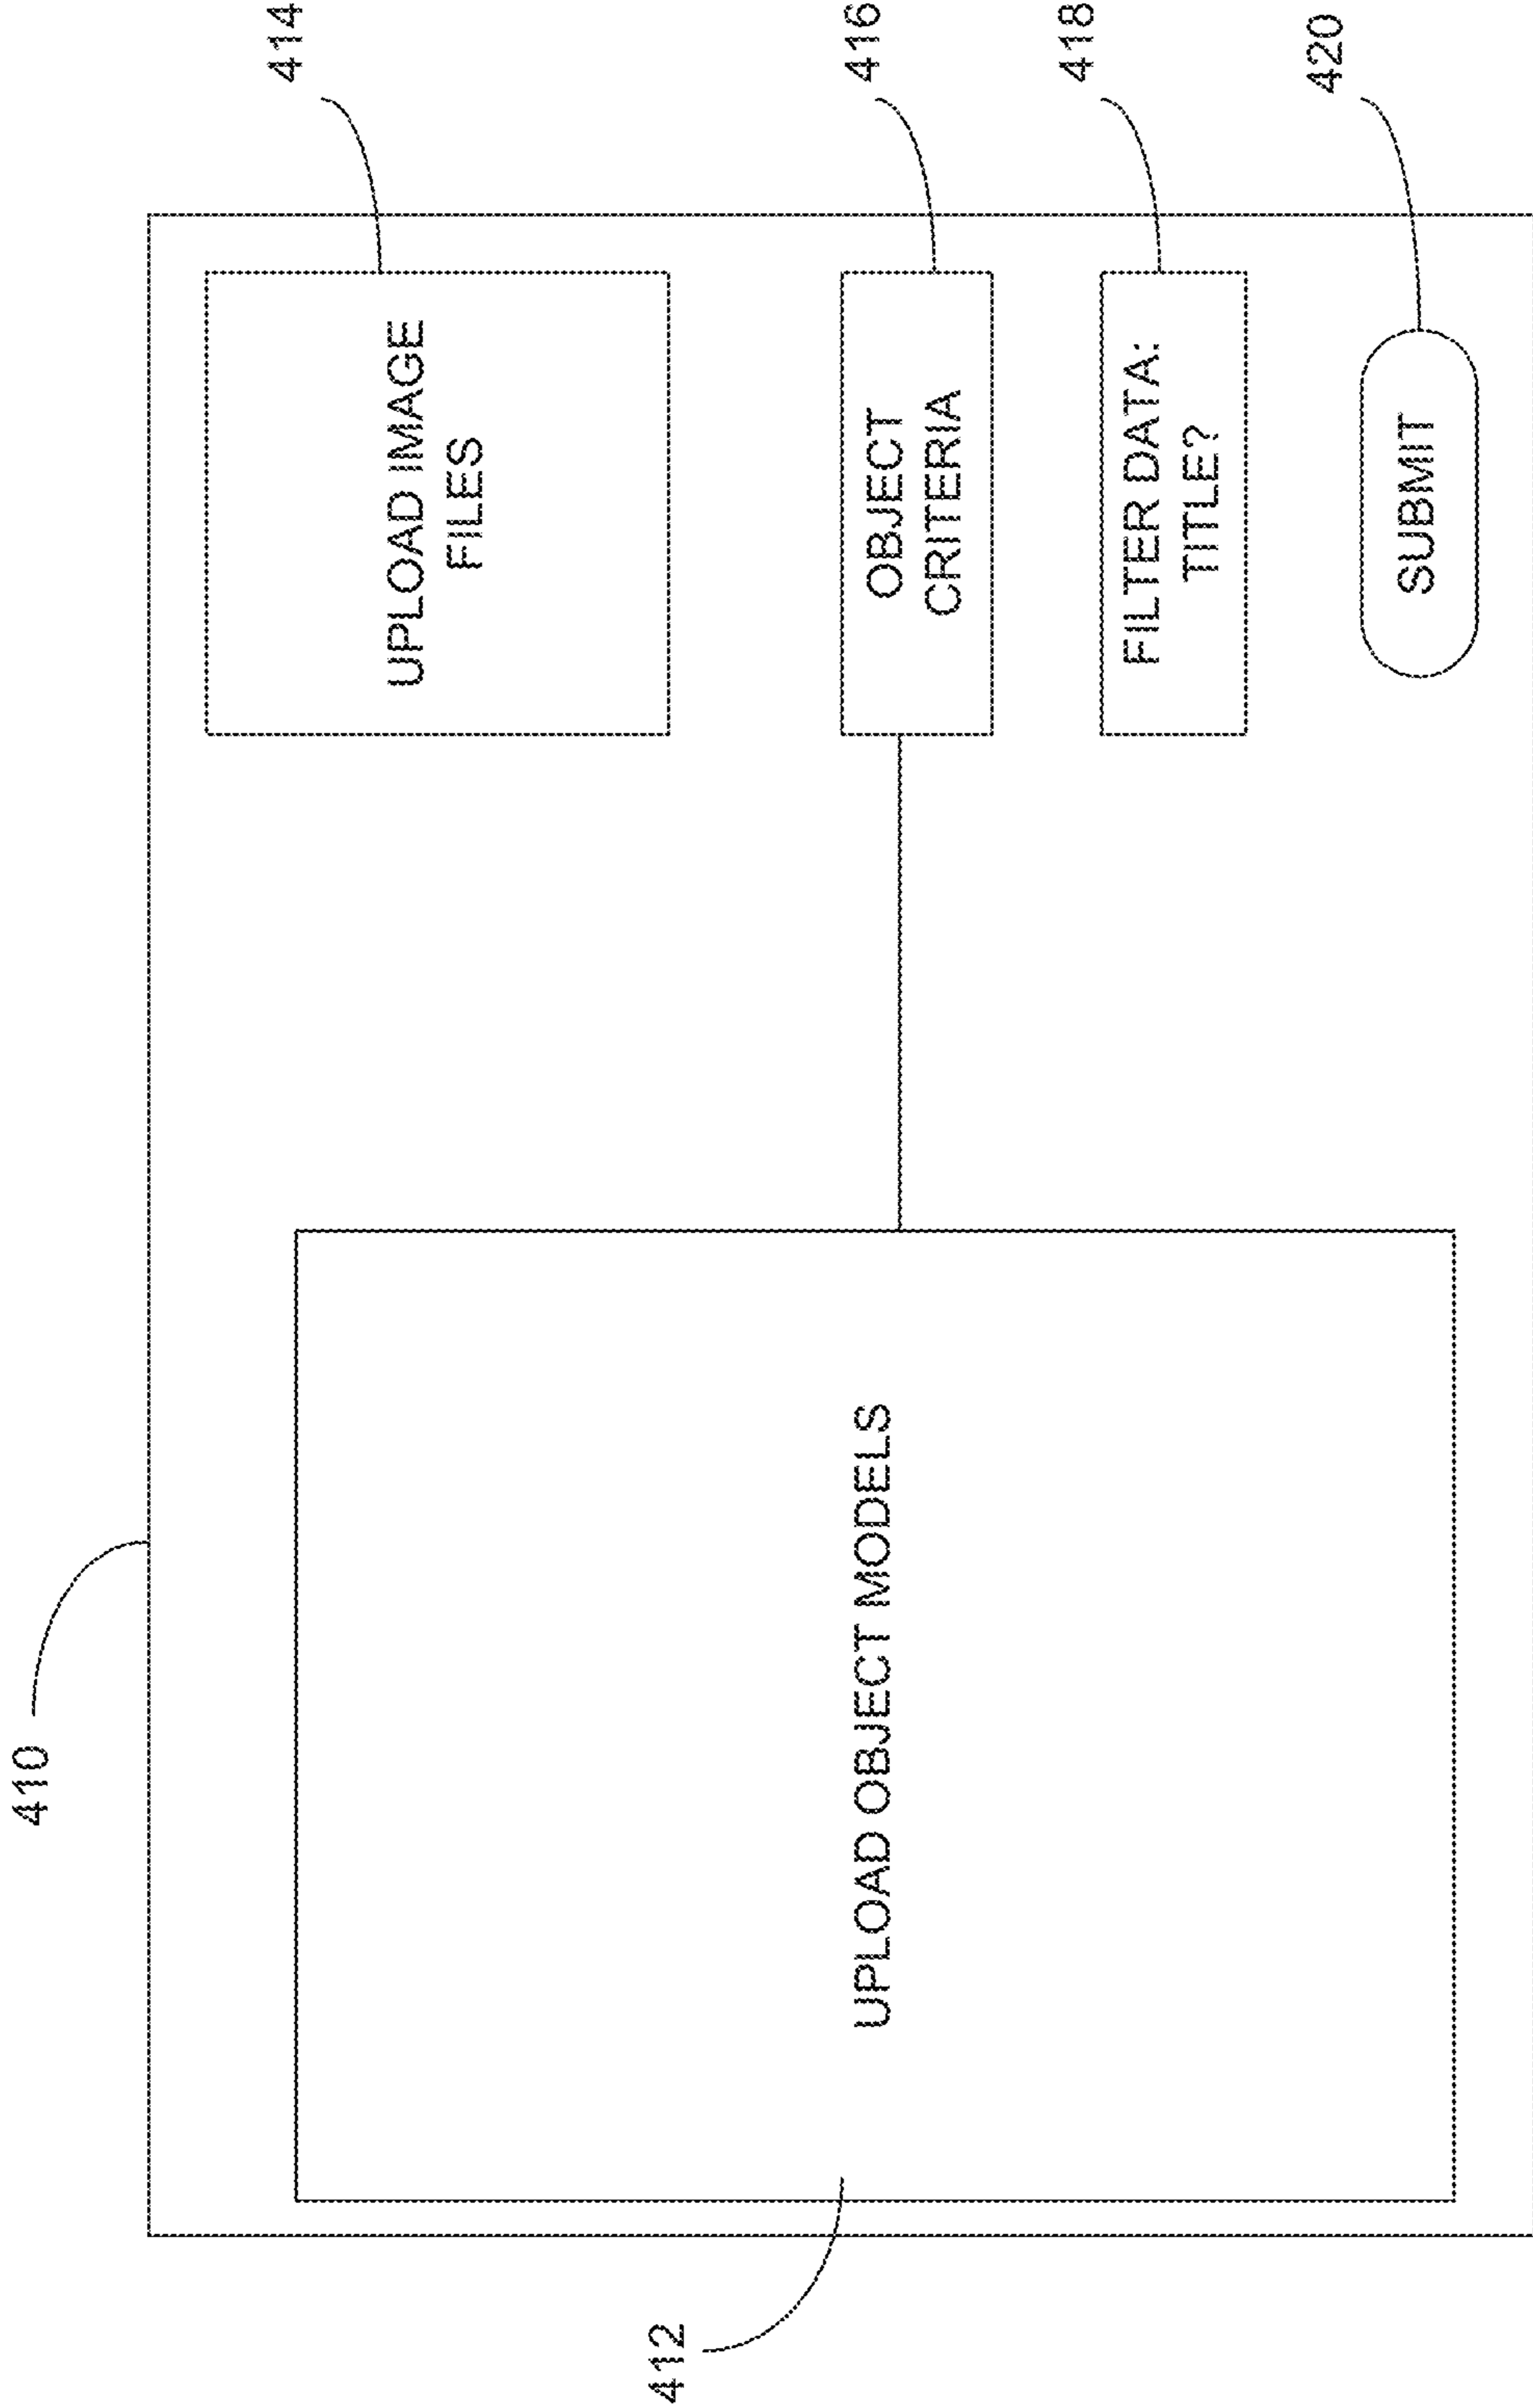 410
414
UPLOAD IMAGE
FILES
412
UPLOAD OBJECT MODELS
416
OBJECT
CRITERIA
418
FILTER DATA:
TITLE?
420
SUBMIT